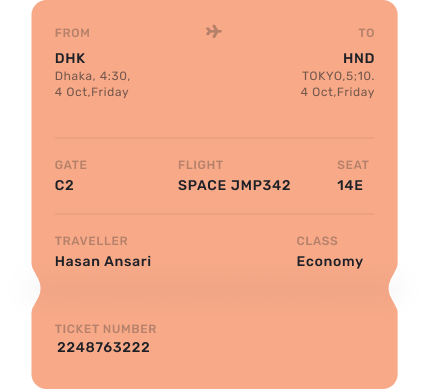 FROM TO
DHK HND
Dhaka, 4:30, TOKYO,5;10.
4 Oct,Friday 4 Oct,Friday
GATE FLIGHT SEAT
C2 SPACE JMP342 14E
TRAVELLER CLASS
Hasan Ansari Economy
TICKET NUMBER
2248763222